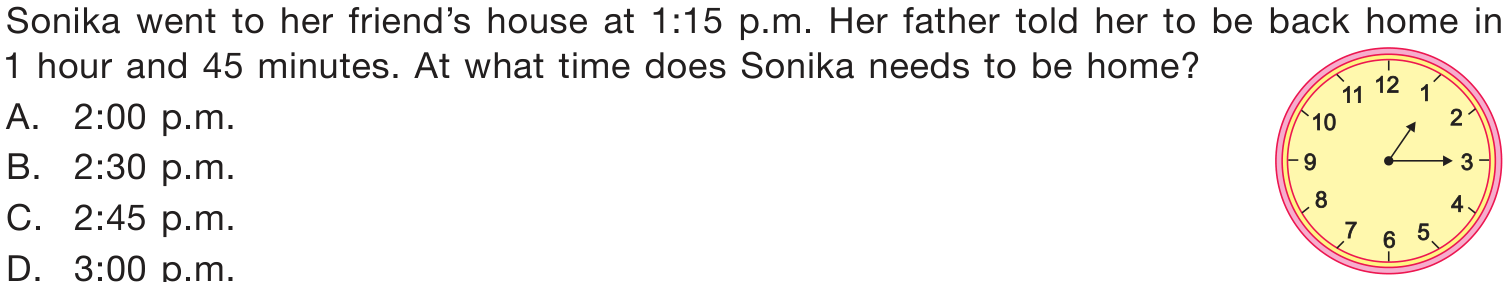 Sonika went to her friend’s house at 1:15 p.m. Her father told her to be back home in
1 hour and 45 minutes. At what time does Sonika needs to be home?
A. 2:00 p.m.
B. 2:30 p.m.
C. 2:45 p.m.
D. 3:00 p.m.
12
11 1
10 2
9 3
8 4
7 5
6